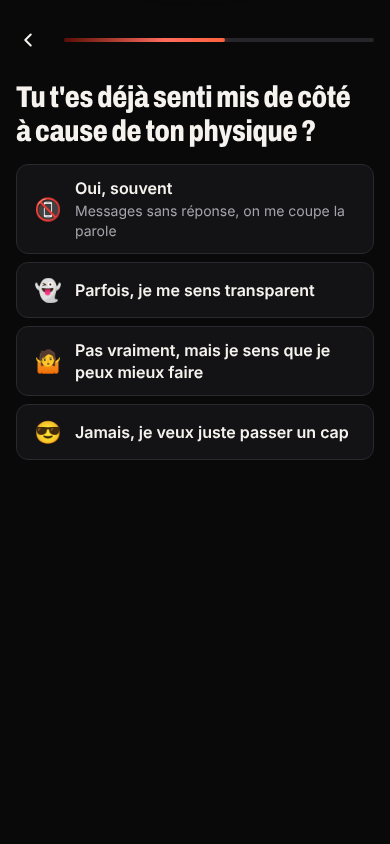 Tu t'es déjà senti mis de côté
à cause de ton physique ?
Oui, souvent
Messages sans réponse, on me coupe la
parole
Parfois, je me sens transparent
Pas vraiment, mais je sens que je
peux mieux faire
Jamais, je veux juste passer un cap